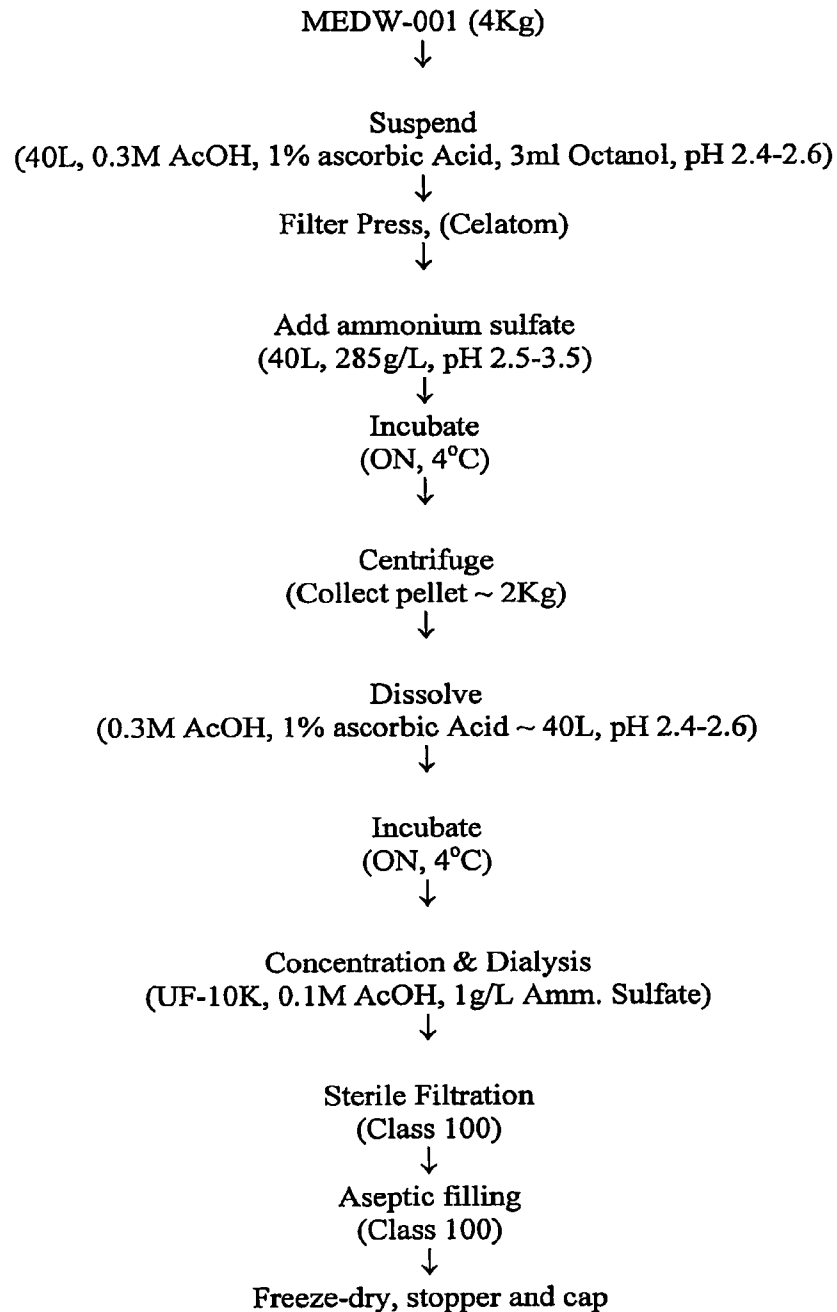 MEDW-001 (4Kg)
↓
Suspend
(40L, 0.3M AcOH, 1% ascorbic Acid, 3ml Octanol, pH 2.4-2.6)
↓
Filter Press, (Celatom)
↓
Add ammonium sulfate
(40L, 285g/L, pH 2.5-3.5)
↓
Incubate
(ON, 4°C)
↓
Centrifuge
(Collect pellet ~ 2Kg)
↓
Dissolve
(0.3M AcOH, 1% ascorbic Acid ~ 40L, pH 2.4-2.6)
↓
Incubate
(ON, 4°C)
↓
Concentration & Dialysis
(UF-10K, 0.1M AcOH, 1g/L Amm. Sulfate)
↓
Sterile Filtration
(Class 100)
↓
Aseptic filling
(Class 100)
↓
Freeze-dry, stopper and cap